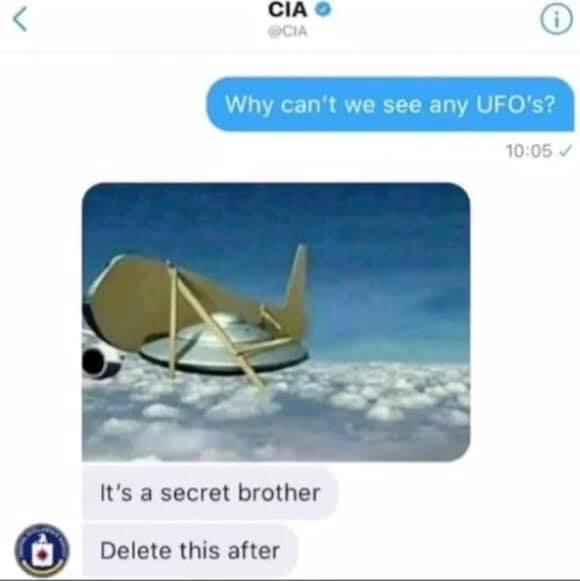 CIA
@CIA
Why can't we see any UFO's?
10:05
It's a secret brother
Delete this after